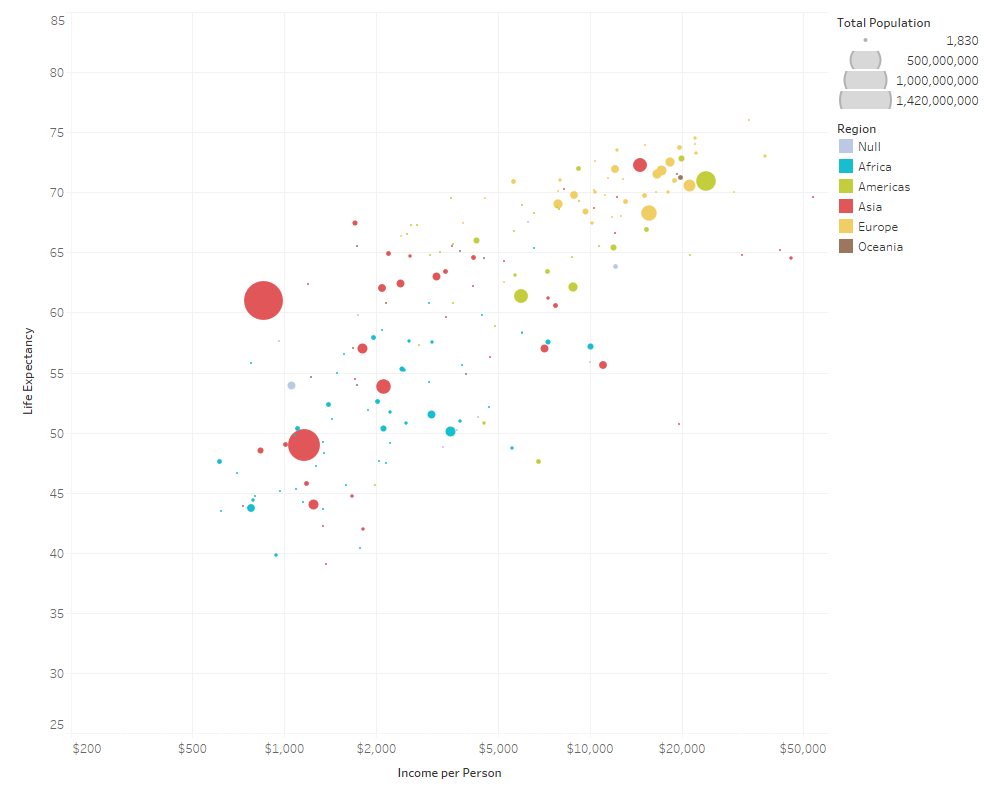 85
80
75
70
65
60
55
50
45
40
35
30
25
Life Expectancy
$200
$500
$1,000
$2,000
$5,000
$10,000
$20,000
$50,000
Income per Person
Total Population
1,830
500,000,000
1,000,000,000
1,420,000,000
Region
Null
Africa
Americas
Asia
Europe
Oceania